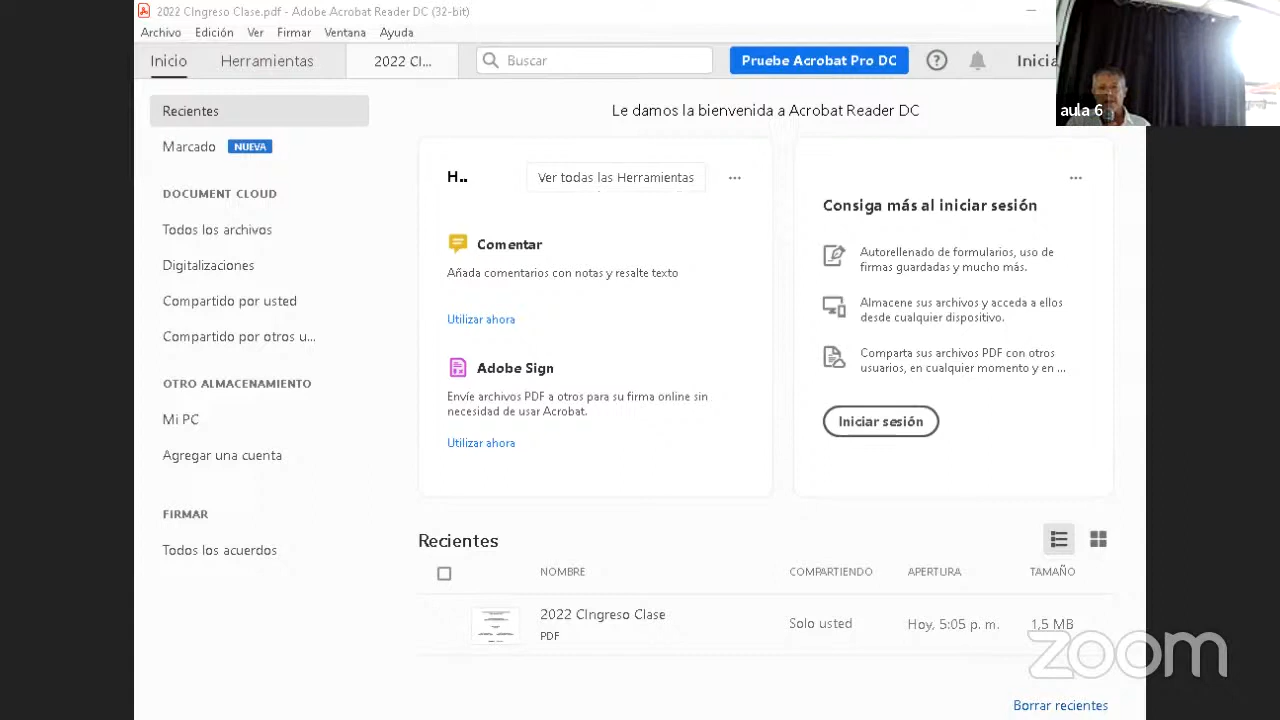 2022 CIngreso Clase.pdf - Adobe Acrobat Reader DC (32-bit)
Archivo Edición Ver Firmar Ventana Ayuda
Inicio Herramientas 2022 CI... Buscar Pruebe Acrobat Pro DC ? Inicia
aula 6
Recientes
Marcado NUEVA
DOCUMENT CLOUD
Todos los archivos
Digitalizaciones
Compartido por usted
Compartido por otros u...
OTRO ALMACENAMIENTO
Mi PC
Agregar una cuenta
FIRMAR
Todos los acuerdos
Le damos la bienvenida a Acrobat Reader DC
H.. Ver todas las Herramientas ...
Comentar
Añada comentarios con notas y resalte texto
Utilizar ahora
Adobe Sign
Envíe archivos PDF a otros para su firma online sin
necesidad de usar Acrobat.
Utilizar ahora
...
Consiga más al iniciar sesión
Autorellenado de formularios, uso de
firmas guardadas y mucho más.
Almacene sus archivos y acceda a ellos
desde cualquier dispositivo.
Comparta sus archivos PDF con otros
usuarios, en cualquier momento y en ...
Iniciar sesión
Recientes
NOMBRE COMPARTIENDO APERTURA TAMAÑO
2022 CIngreso Clase
PDF
Solo usted Hoy, 5:05 p. m. 1,5 MB
zoom
Borrar recientes